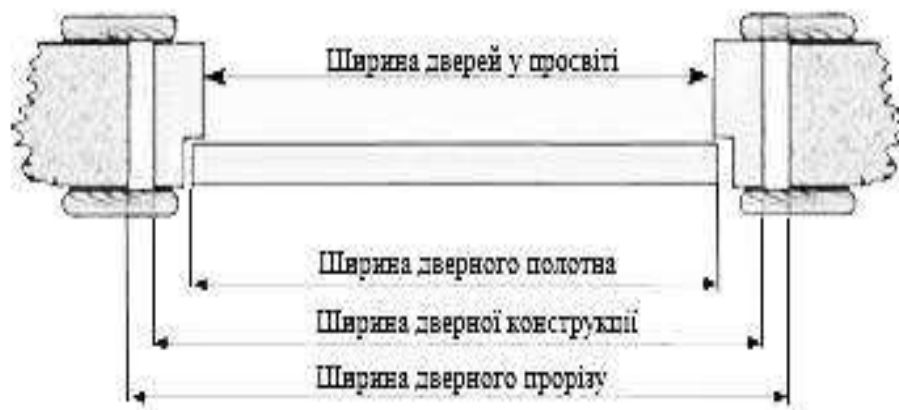 Ширина дверей у просвіті
Ширина дверного полотна
Ширина дверної конструкції
Ширина дверного прорізу